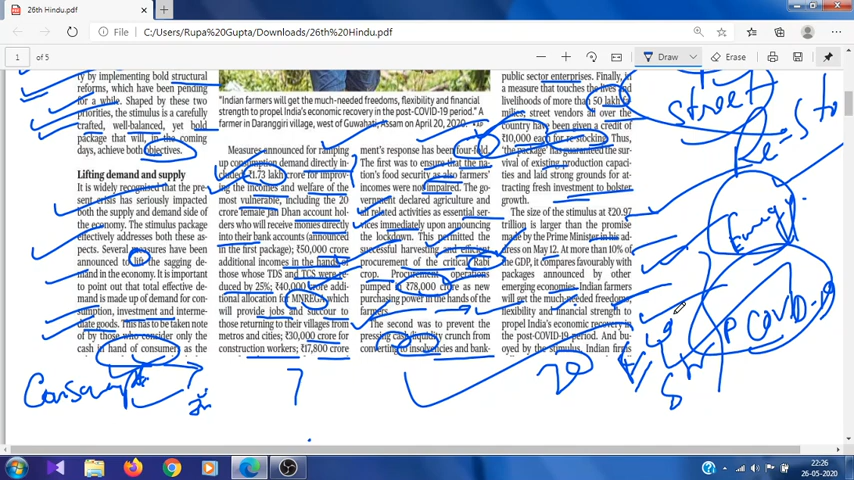 26th Hindu.pdf
File
C:/Users/Rupa%20Gupta/Downloads/26th%20Hindu.pdf
1
of 5
Draw
Erase
ty by implementing bold structural
reforms, which have been pending
for a while. Shaped by these two
priorities, the stimulus is a carefully
crafted, well-balanced, yet bold
package that will, in the coming
days, achieve both objectives.
Lifting demand and supply
It is widely recognised that the pre-
sent crisis has seriously impacted
both the supply and demand side of
the economy. The stimulus package
effectively addresses both these as-
pects. Several measures have been
announced to lift the sagging de-
mand in the economy. It is important
to point out that total effective de-
mand is made up of demand for con-
sumption, investment and interme-
diate goods. This has to be taken note
of by those who consider only the
cash in hand of consumers as the
"Indian farmers will get the much-needed freedoms, flexibility and financial
strength to propel India's economic recovery in the post-COVID-19 period." A
farmer in Daranggiri village, west of Guwahati, Assam on April 20, 2020.
Measures announced for ramping
up consumption demand directly in-
cluded: ₹1.73 lakh crore for improv-
ing the incomes and welfare of the
most vulnerable, including the 20
crore female Jan Dhan account hol-
ders who will receive monies directly
into their bank accounts (announced
in the first package); ₹50,000 crore
additional incomes in the hands of
those whose TDS and TCS were re-
duced by 25%; ₹40,000 crore of ad-
ditional allocation for MNREGA which
will provide jobs and succour to
those returning to their villages from
metros and cities; ₹30,000 crore for
construction workers; ₹17,800 crore
ment's response has been four-fold.
The first was to ensure that the na-
tion's food security as also farmers'
incomes were not impaired. The go-
vernment declared agriculture and
all related activities as essential ser-
vices immediately upon announcing
the lockdown. This permitted the
successful harvesting and efficient
procurement of the critical Rabi
crop. Procurement operations
pumped in ₹78,000 crore as new
purchasing power in the hands of the
farmers.
The second was to prevent the
pressing cash/liquidity crunch from
converting to insolvencies and bank-
public sector enterprises. Finally, in
a measure that touches the lives and
livelihoods of more than 50 lakh fa-
milies, street vendors all over the
country have been given a credit of
₹10,000 each for re-stocking. Thus,
the package has guaranteed the sur-
vival of existing production capaci-
ties and laid strong grounds for at-
tracting fresh investment to bolster
growth.
The size of the stimulus at ₹20.97
trillion is larger than the promise
made by the Prime Minister in his ad-
dress on May 12. At more than 10% of
the GDP, it compares favourably with
packages announced by other
emerging economies. Indian farmers
will get the much-needed freedoms,
flexibility and financial strength to
propel India's economic recovery in
the post-COVID-19 period. And bu-
oyed by the stimulus, Indian firms
street
Re=Sto
P COVID-19
20
22:26
26-05-2020